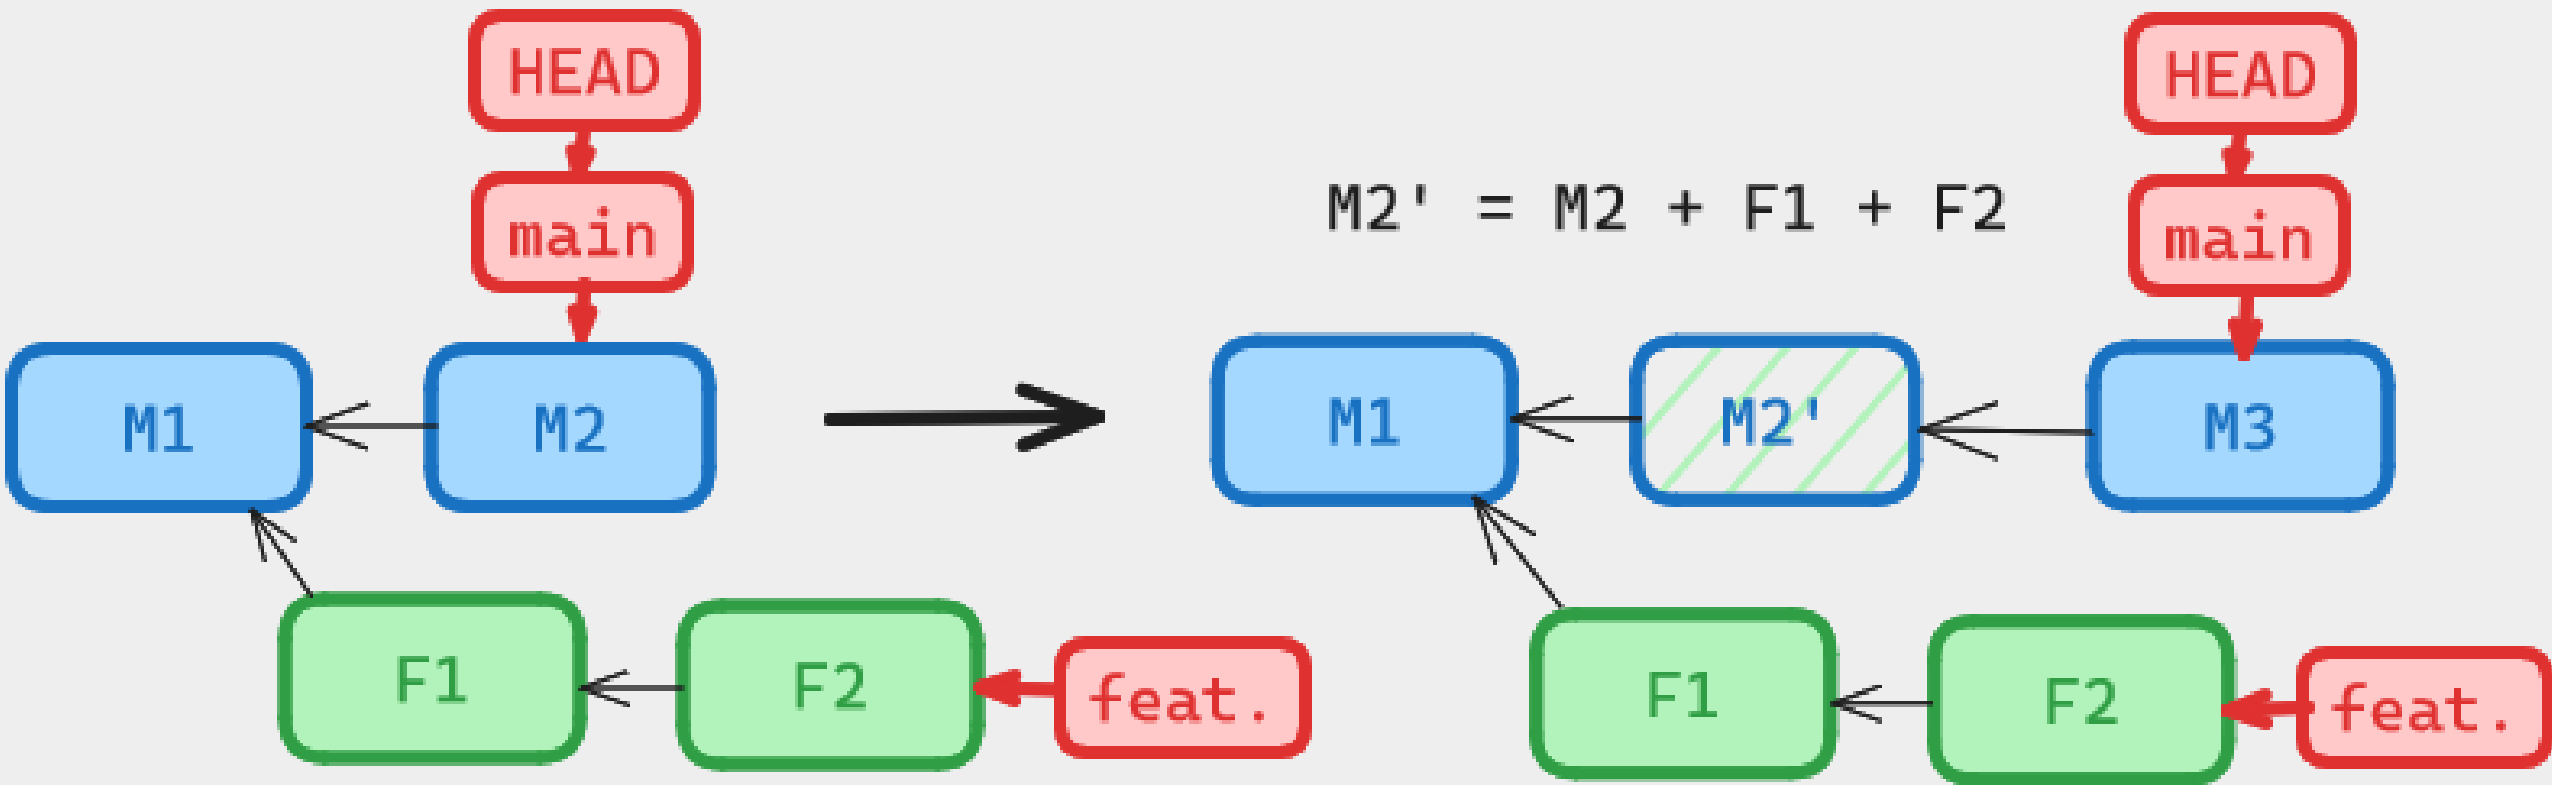 HEAD
main
M1
M2
F1
F2
feat.
M2' = M2 + F1 + F2
HEAD
main
M1
M2'
M3
F1
F2
feat.